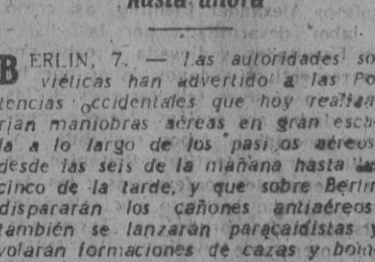 hasta ahora
BERLIN, 7. — Las autoridades so
viéticas han advertido a las Po
tencias occidentales que hoy realiza
rían maniobras aéreas en gran esca
la a lo largo de los pasillos aéreos
desde las seis de la mañana hasta las
cinco de la tarde, y que sobre Berlín
dispararán los cañones antiaéreos
también se lanzarán paracaidistas y
volarán formaciones de cazas y bom-